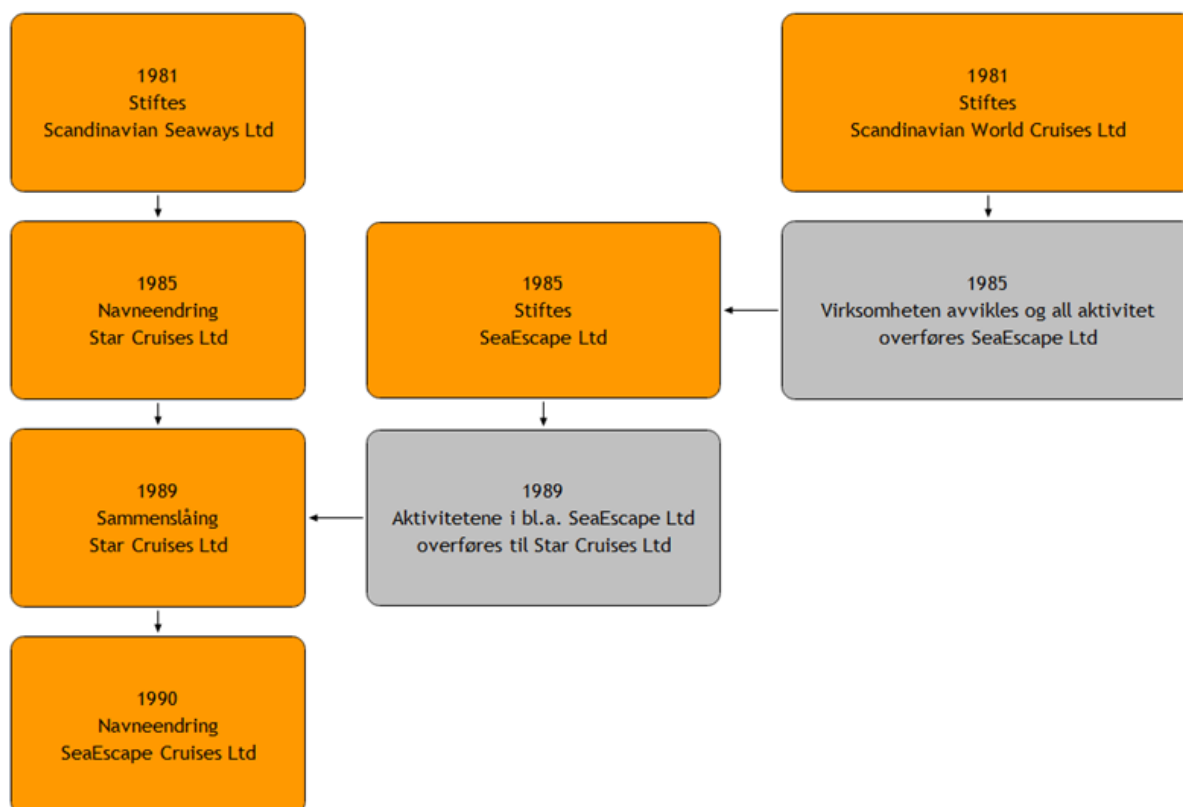 1981
Stiftes
Scandinavian Seaways Ltd
1981
Stiftes
Scandinavian World Cruises Ltd
1985
Navneendring
Star Cruises Ltd
1985
Stiftes
SeaEscape Ltd
1985
Virksomheten avvikles og all aktivitet
overføres SeaEscape Ltd
1989
Sammenslåing
Star Cruises Ltd
1989
Aktivitetene i bl.a. SeaEscape Ltd
overføres til Star Cruises Ltd
1990
Navneendring
SeaEscape Cruises Ltd